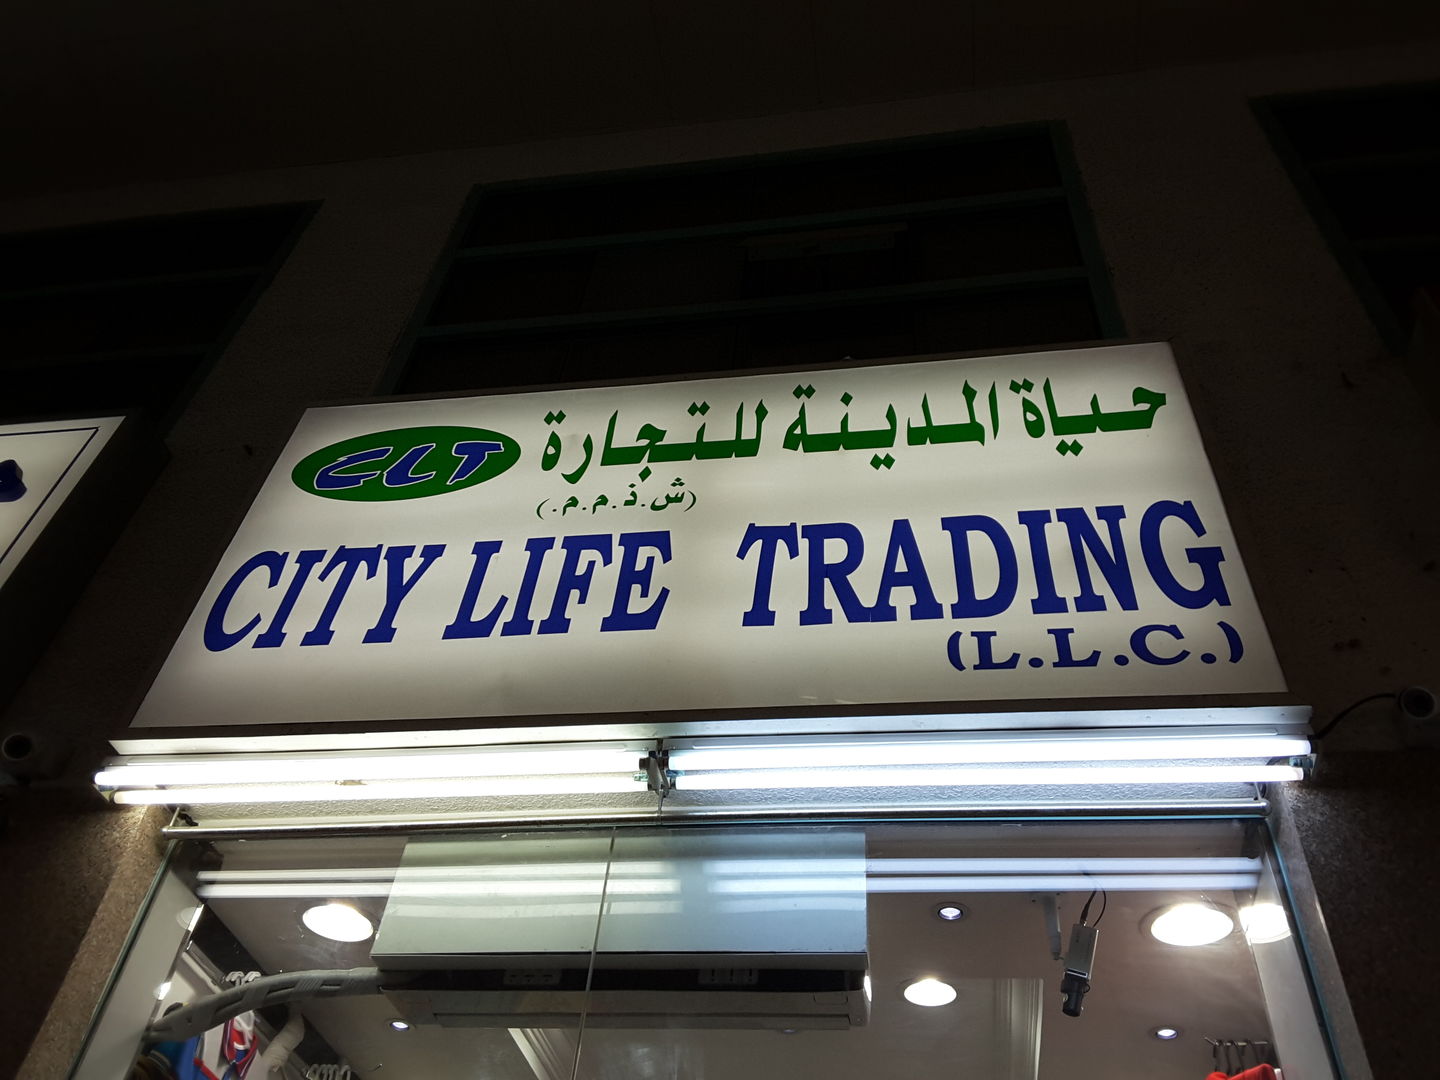 حياة المدينة للتجارة
CLT
(ش.ذ.م.م.)
CITY LIFE TRADING
(L.L.C.)